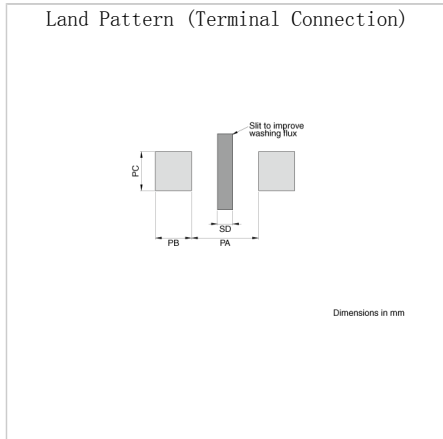 Land Pattern (Terminal Connection)
Slit to improve
washing flux
PC
SD
PB
PA
Dimensions in mm